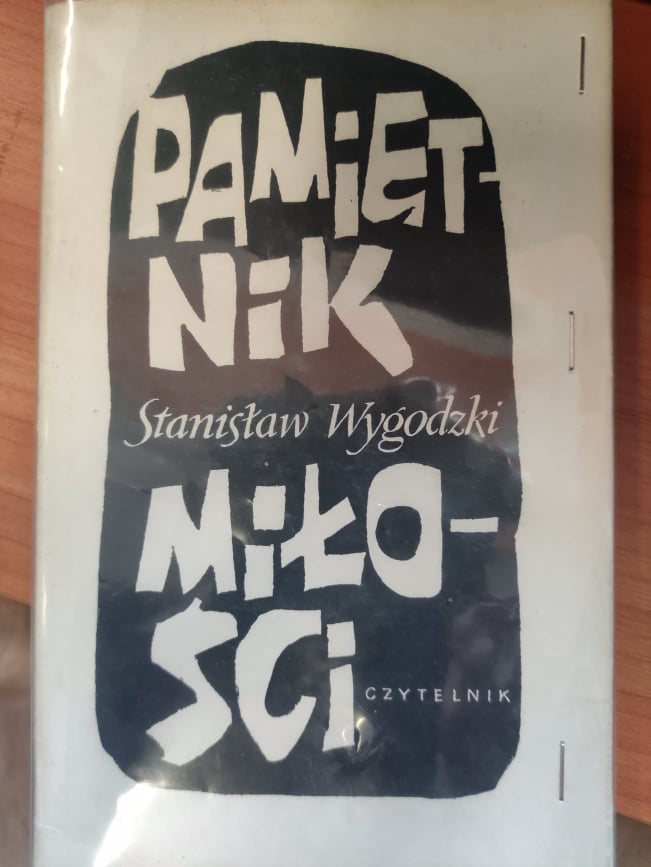 PAMiĘT-
NiK
Stanisław Wygodzki
MiŁO-
ŚCi
CZYTELNIK